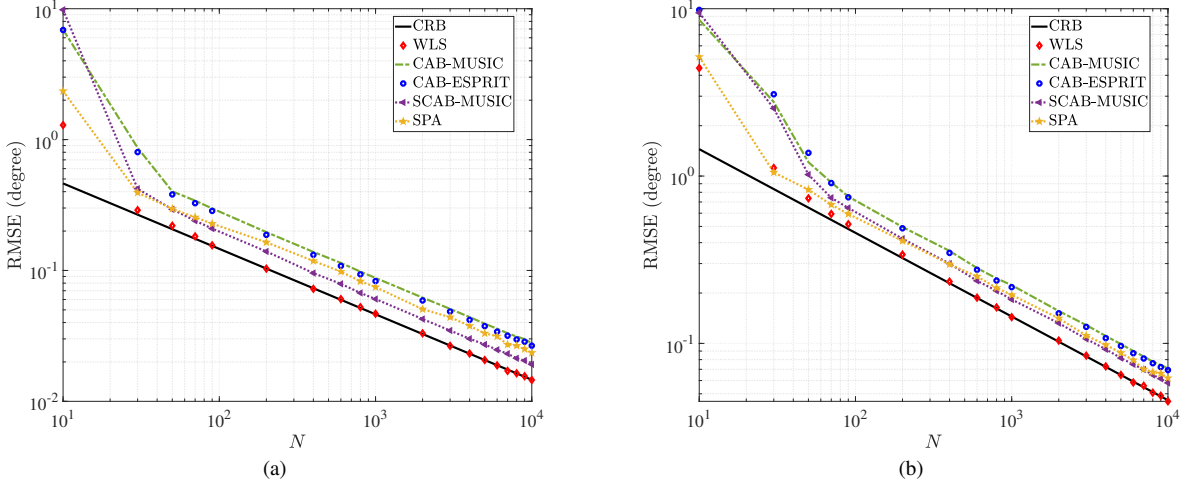 10^1
10^0
10^-1
10^-2
RMSE (degree)
CRB
WLS
CAB-MUSIC
CAB-ESPRIT
SCAB-MUSIC
SPA
10^1
10^2
10^3
10^4
N
(a)
10^1
10^0
10^-1
RMSE (degree)
CRB
WLS
CAB-MUSIC
CAB-ESPRIT
SCAB-MUSIC
SPA
10^1
10^2
10^3
10^4
N
(b)